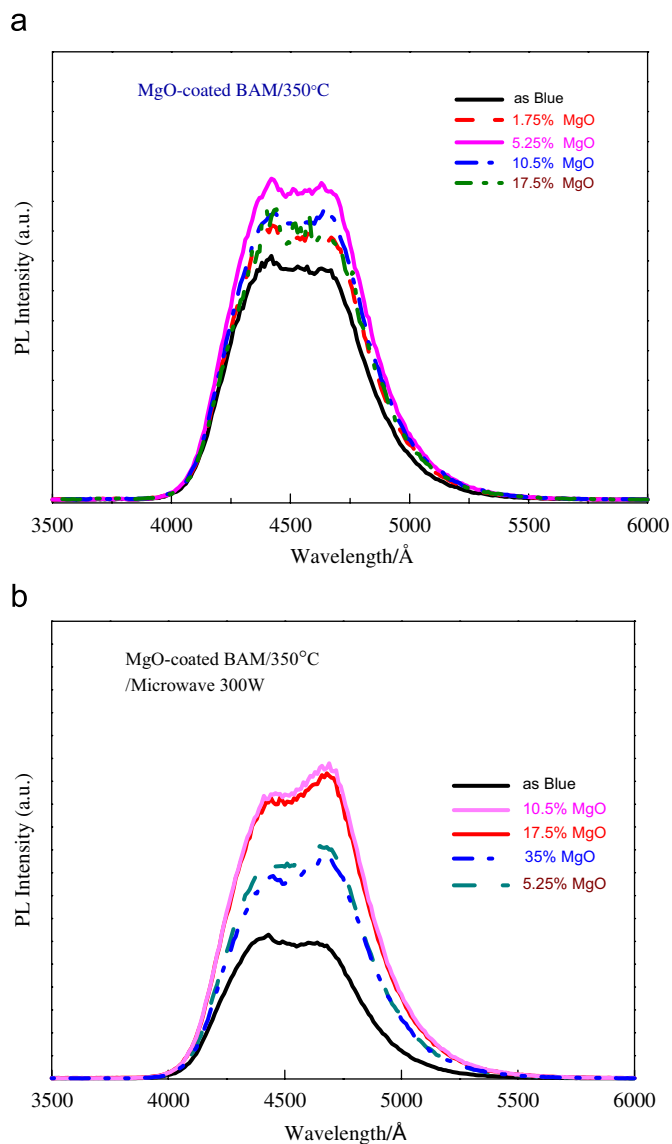 a
MgO-coated BAM/350°C
as Blue
1.75% MgO
5.25% MgO
10.5% MgO
17.5% MgO
PL Intensity (a.u.)
3500 4000 4500 5000 5500 6000
Wavelength/Å
b
MgO-coated BAM/350°C
/Microwave 300W
as Blue
10.5% MgO
17.5% MgO
35% MgO
5.25% MgO
PL Intensity (a.u.)
3500 4000 4500 5000 5500 6000
Wavelength/Å